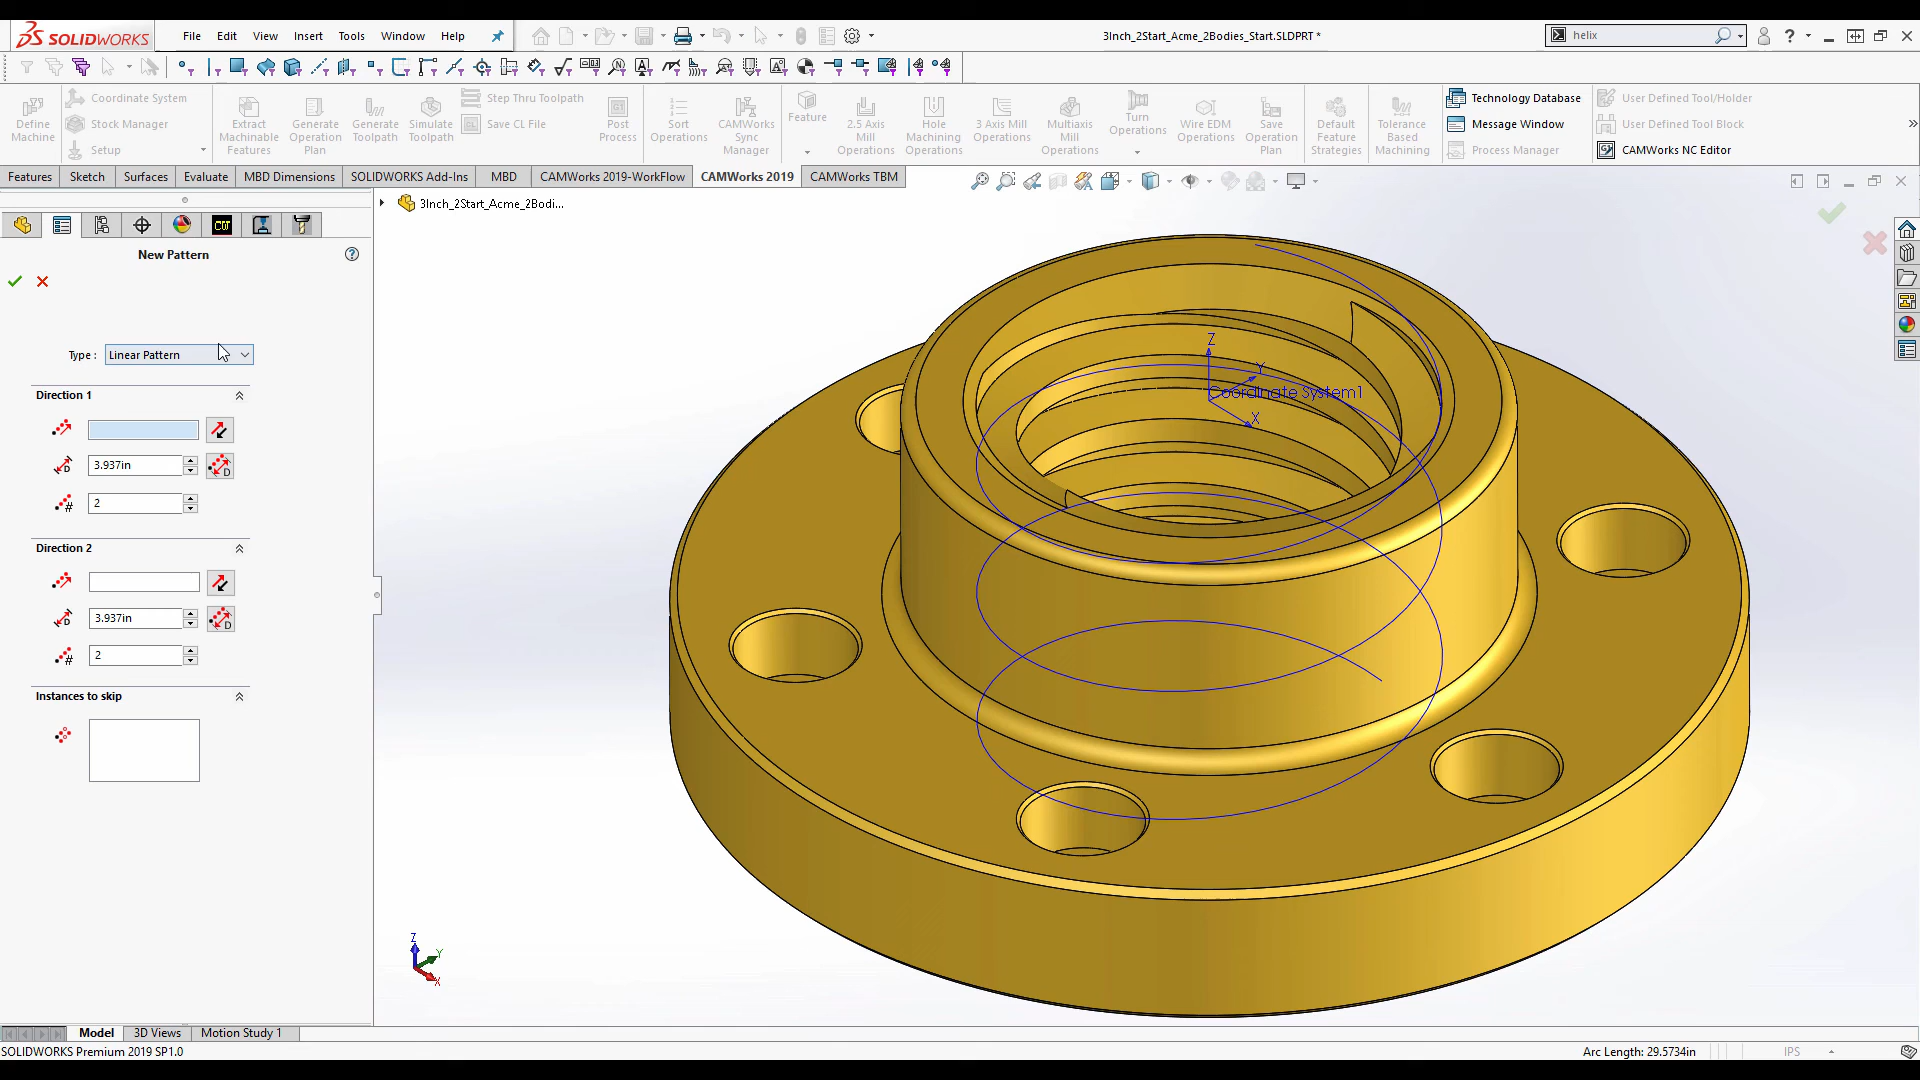 SOLIDWORKS
File Edit View Insert Tools Window Help
3Inch_2Start_Acme_2Bodies_Start.SLDPRT *
helix
Define Machine
Coordinate System
Stock Manager
Setup
Extract Machinable Features
Generate Operation Plan
Generate Toolpath
Simulate Toolpath
Step Thru Toolpath
Save CL File
Post Process
Sort Operations
CAMWorks Sync Manager
Feature
2.5 Axis Mill Operations
Hole Machining Operations
3 Axis Mill Operations
Multiaxis Mill Operations
Turn Operations
Wire EDM Operations
Save Operation Plan
Default Feature Strategies
Tolerance Based Machining
Technology Database
Message Window
Process Manager
User Defined Tool/Holder
User Defined Tool Block
CAMWorks NC Editor
Features Sketch Surfaces Evaluate MBD Dimensions SOLIDWORKS Add-Ins MBD CAMWorks 2019-WorkFlow CAMWorks 2019 CAMWorks TBM
3Inch_2Start_Acme_2Bodi...
New Pattern
Type : Linear Pattern
Direction 1
3.937in
2
Direction 2
3.937in
2
Instances to skip
Z
Y
Coordinate System1
X
Z
Y
X
Model 3D Views Motion Study 1
SOLIDWORKS Premium 2019 SP1.0
Arc Length: 29.5734in
IPS